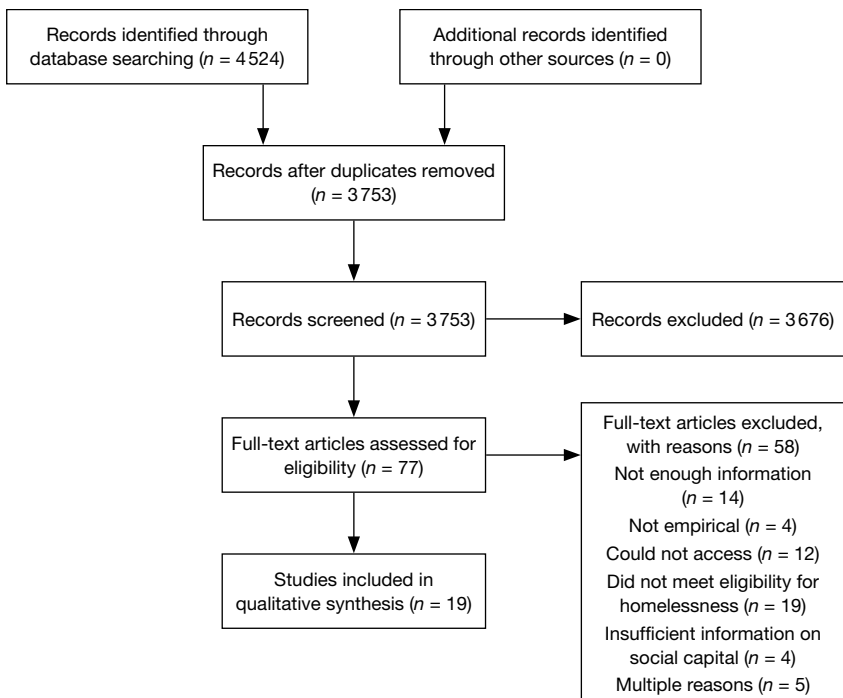 Records identified through
database searching (n = 4 524)
Additional records identified
through other sources (n = 0)
Records after duplicates removed
(n = 3 753)
Records screened (n = 3 753)
Records excluded (n = 3 676)
Full-text articles assessed for
eligibility (n = 77)
Full-text articles excluded,
with reasons (n = 58)
Not enough information
(n = 14)
Not empirical (n = 4)
Could not access (n = 12)
Did not meet eligibility for
homelessness (n = 19)
Insufficient information on
social capital (n = 4)
Multiple reasons (n = 5)
Studies included in
qualitative synthesis (n = 19)